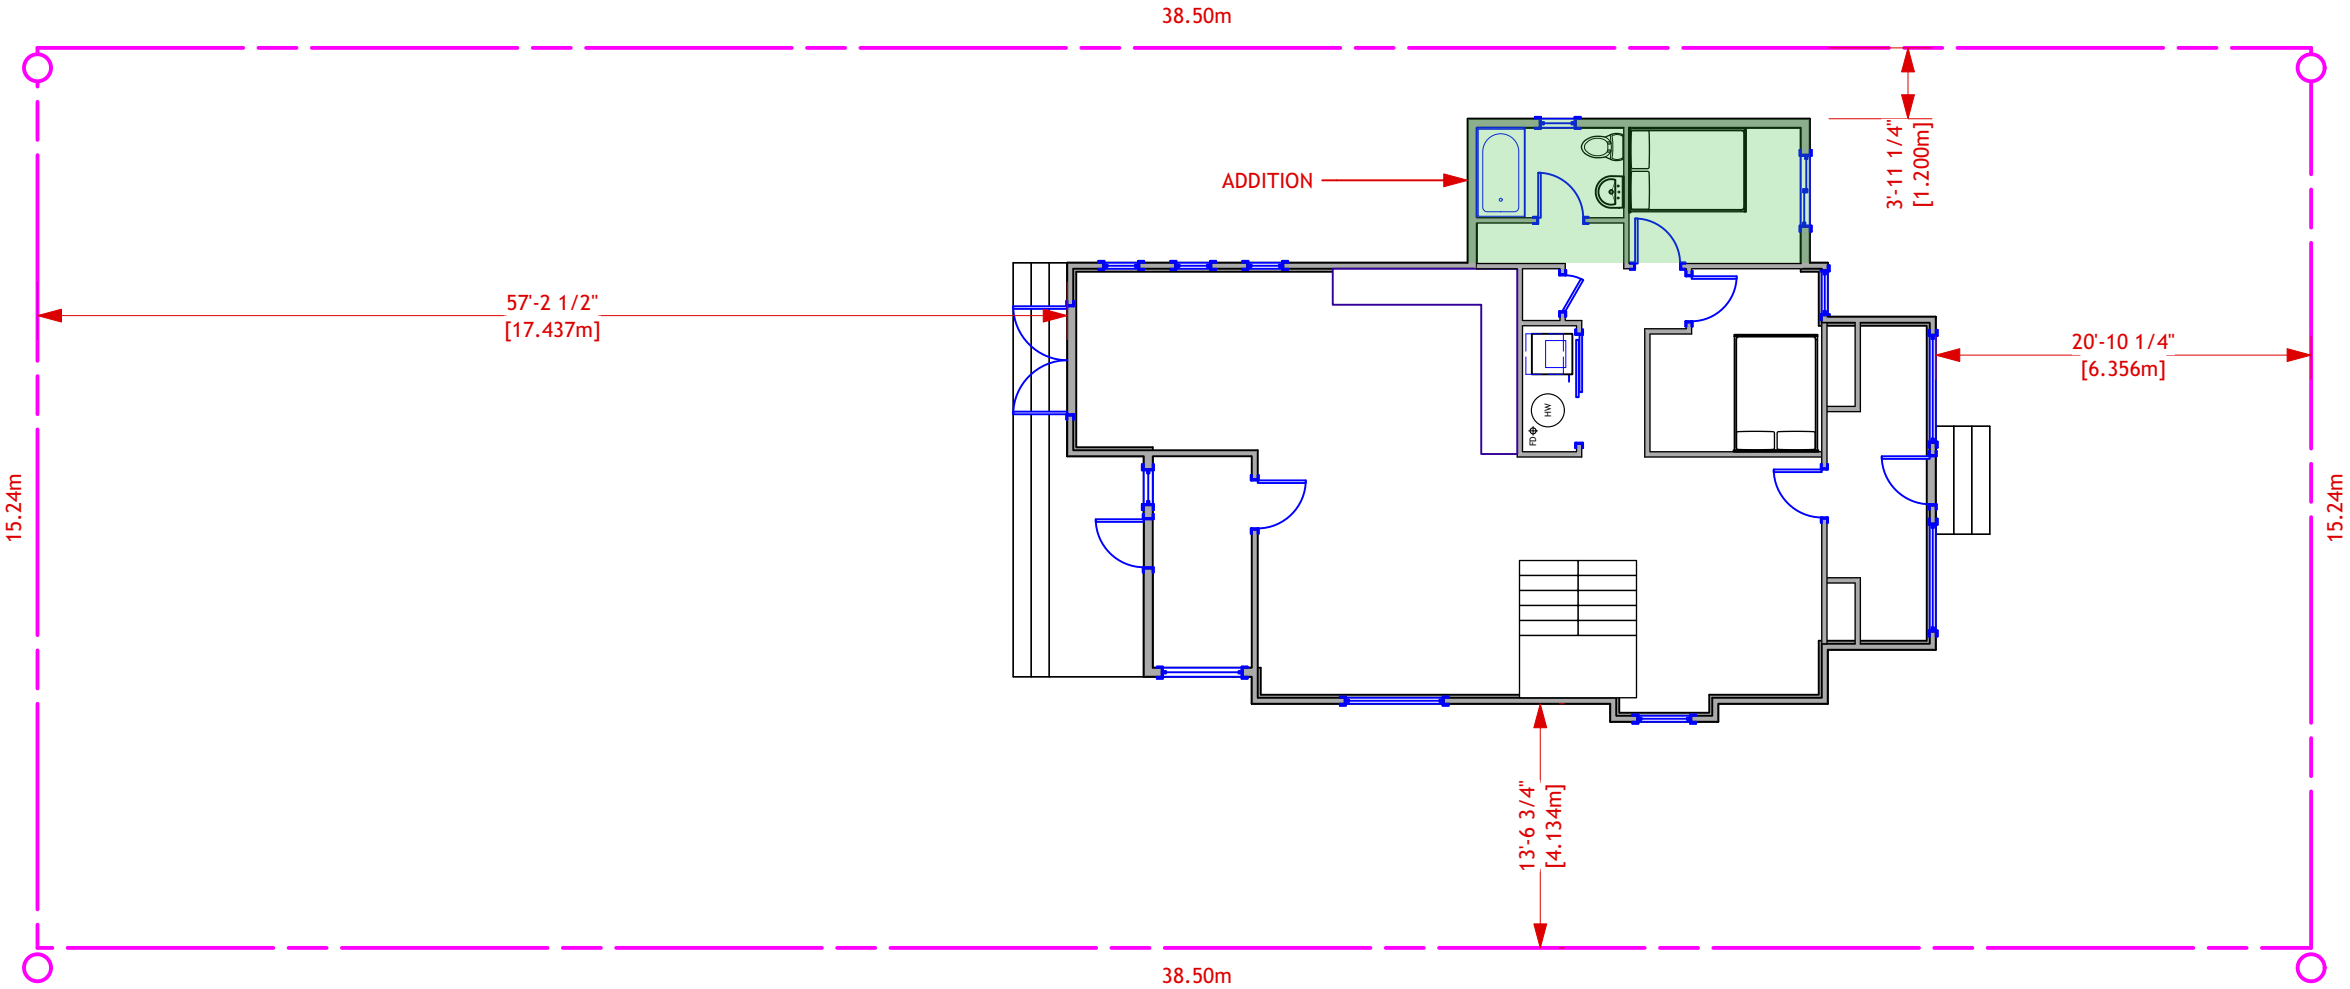 38.50m
ADDITION
3'-11 1/4"
[1.200m]
57'-2 1/2"
[17.437m]
20'-10 1/4"
[6.356m]
HW
FD
15.24m
15.24m
13'-6 3/4"
[4.134m]
38.50m